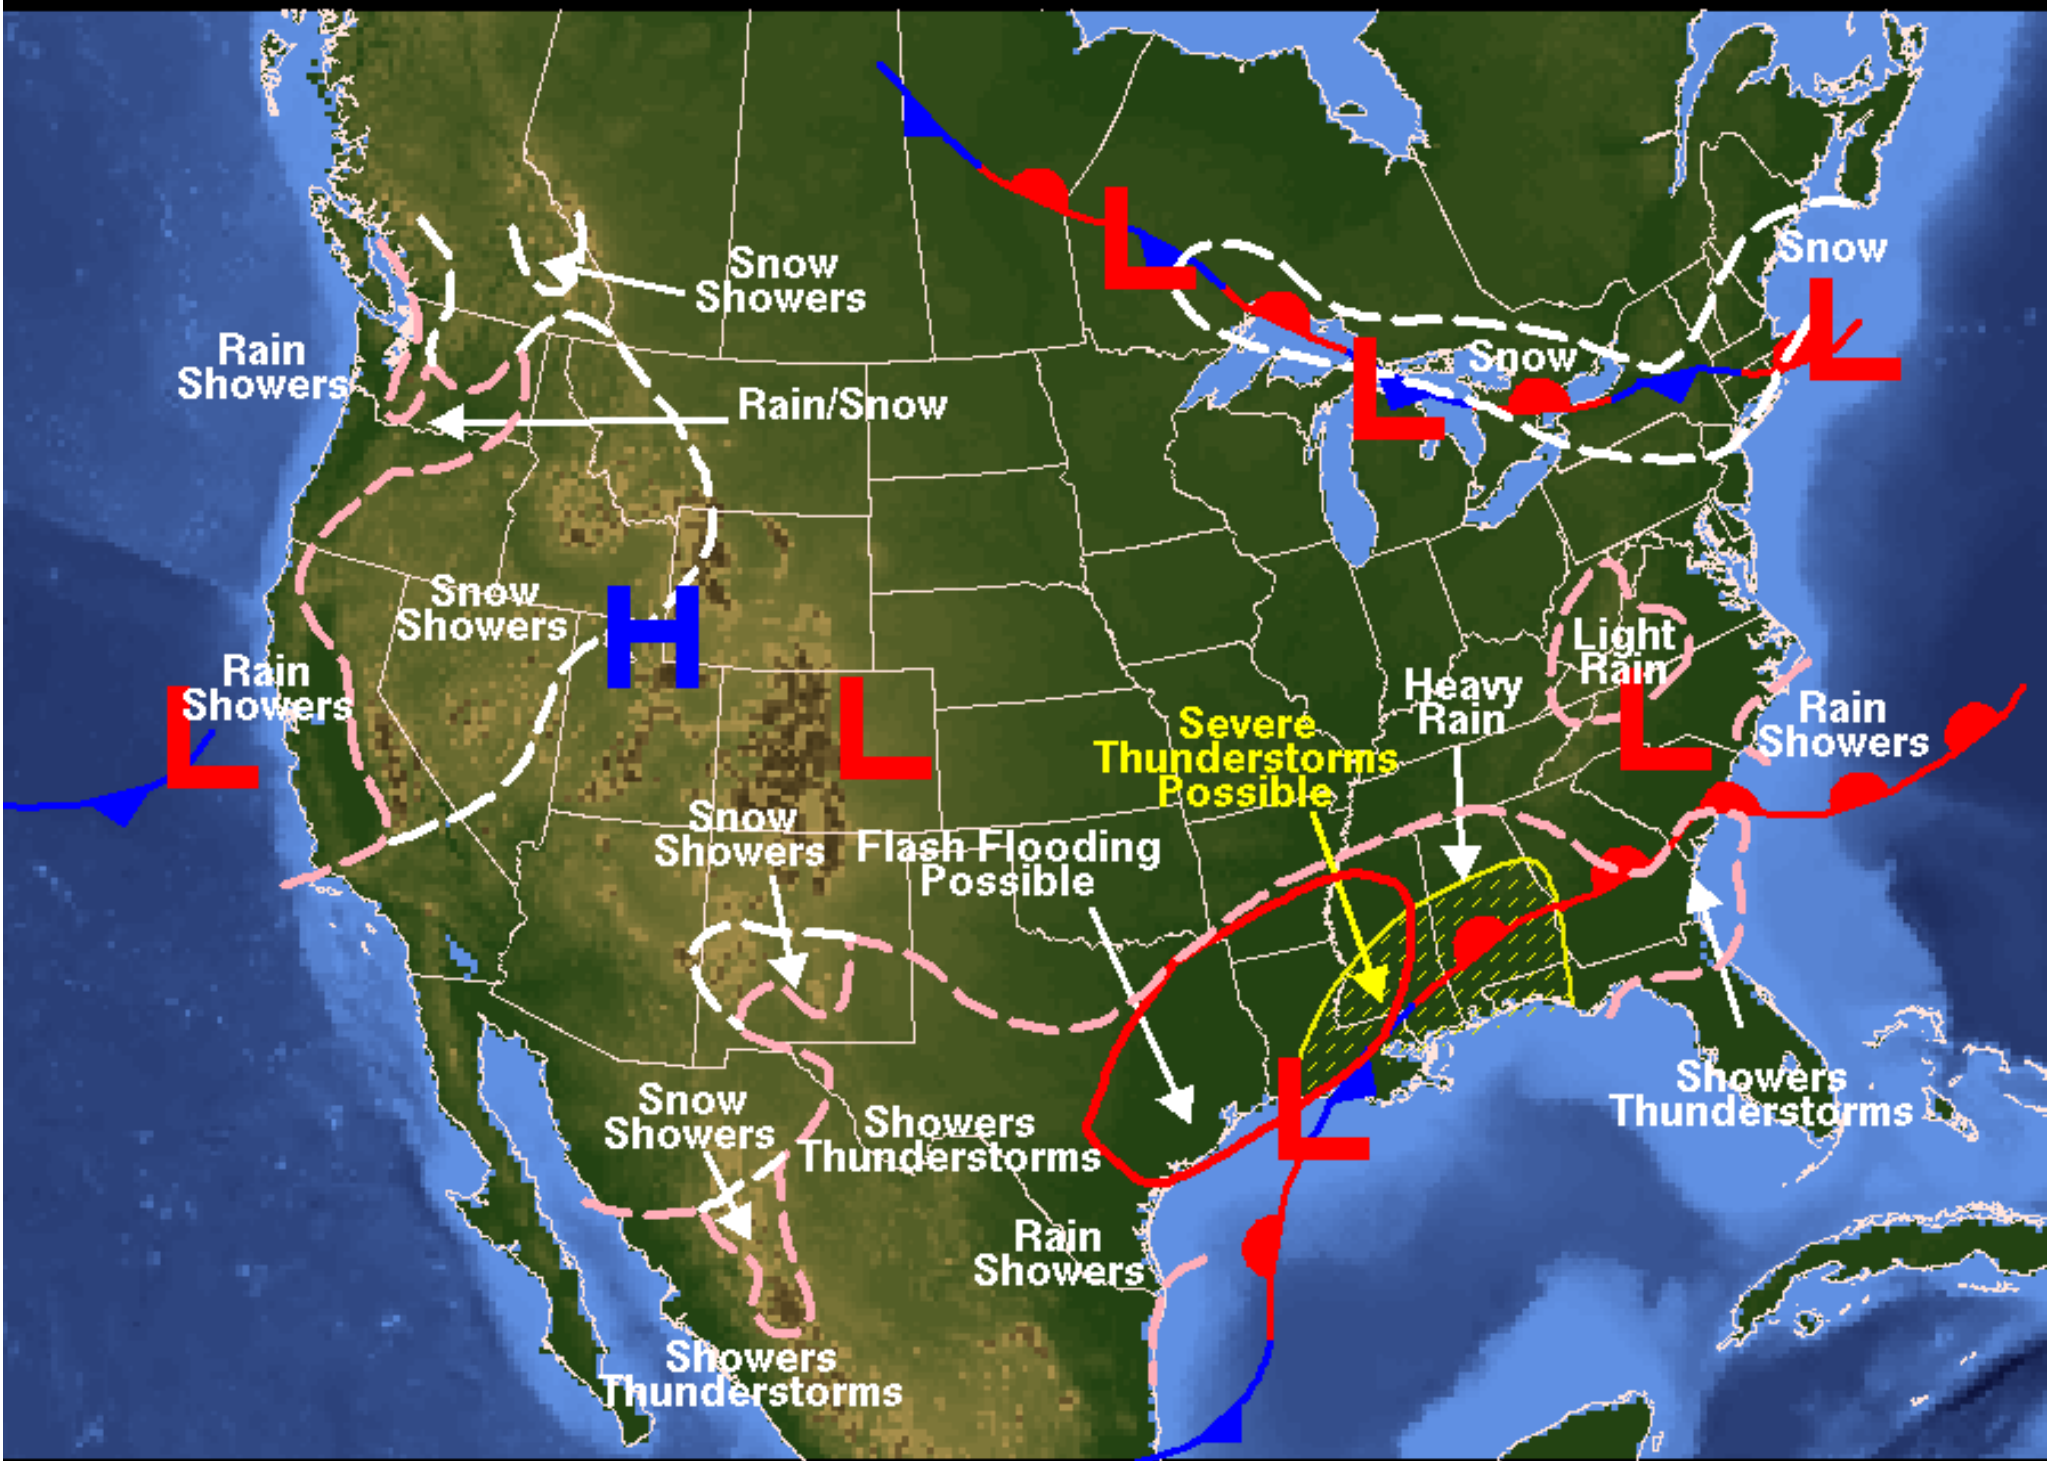 Snow
Snow
Showers
Rain
Showers
Snow
Rain/Snow
Snow
Showers
Light
Rain
Rain
Showers
Heavy
Rain
Rain
Showers
Severe
Thunderstorms
Possible
Snow
Showers
Flash Flooding
Possible
Snow
Showers
Showers
Thunderstorms
Showers
Thunderstorms
Rain
Showers
Showers
Thunderstorms
L
L
L
L
H
L
L
L
L